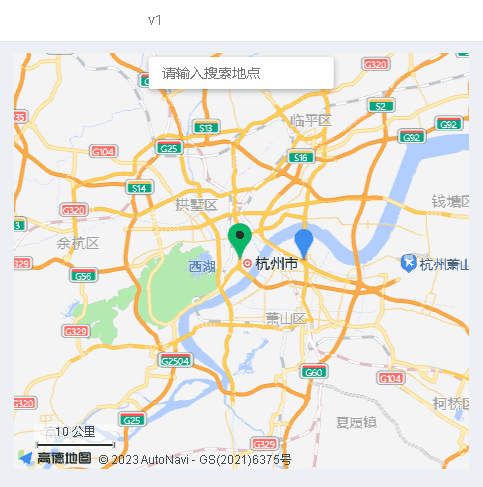 v1
请输入搜索地点
G320
S2
临平区
G92
G92
S13
G25
G104
S16
S14
拱墅区
钱塘区
G320
余杭区
西湖
杭州市
杭州萧山
G56
萧山区
G329
G2504
G60
G104
G320
柯桥区
G25
夏履镇
10 公里
G329
高德地图 © 2023 AutoNavi - GS(2021)6375号